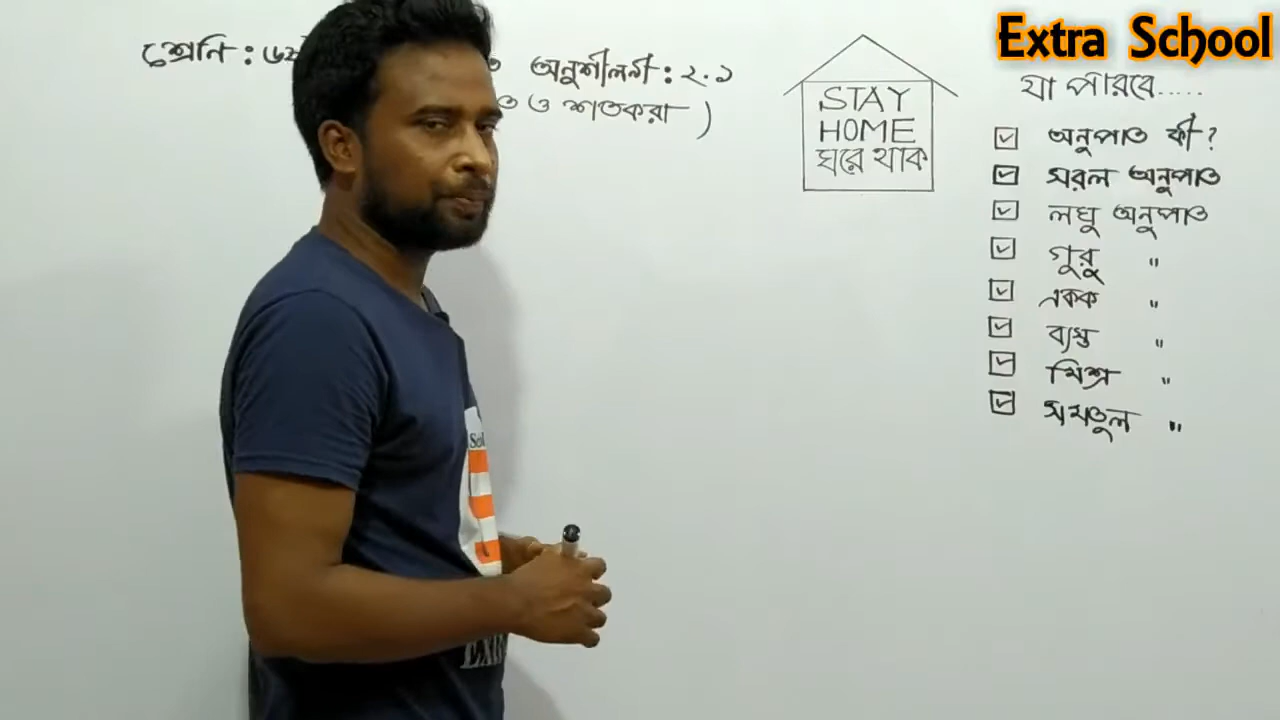 শ্রেণি : ৬ষ্ঠ
অনুশীলনী : ২.১
ত ও শতকরা )
STAY
HOME
ঘরে থাক
Extra School
যা পারবে.....
অনুপাত কী ?
সরল অনুপাত
লঘু অনুপাত
গুরু "
একক "
ব্যস্ত "
মিশ্র "
সমতুল "